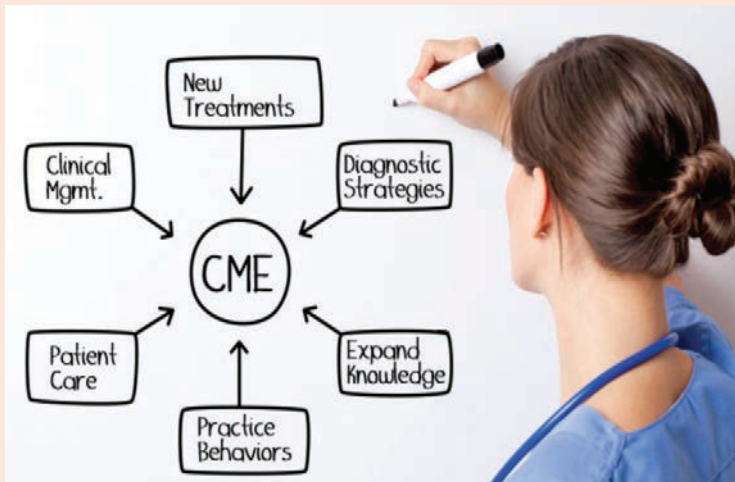 New
Treatments
Clinical
Mgmt.
Diagnostic
Strategies
CME
Patient
Care
Expand
Knowledge
Practice
Behaviors